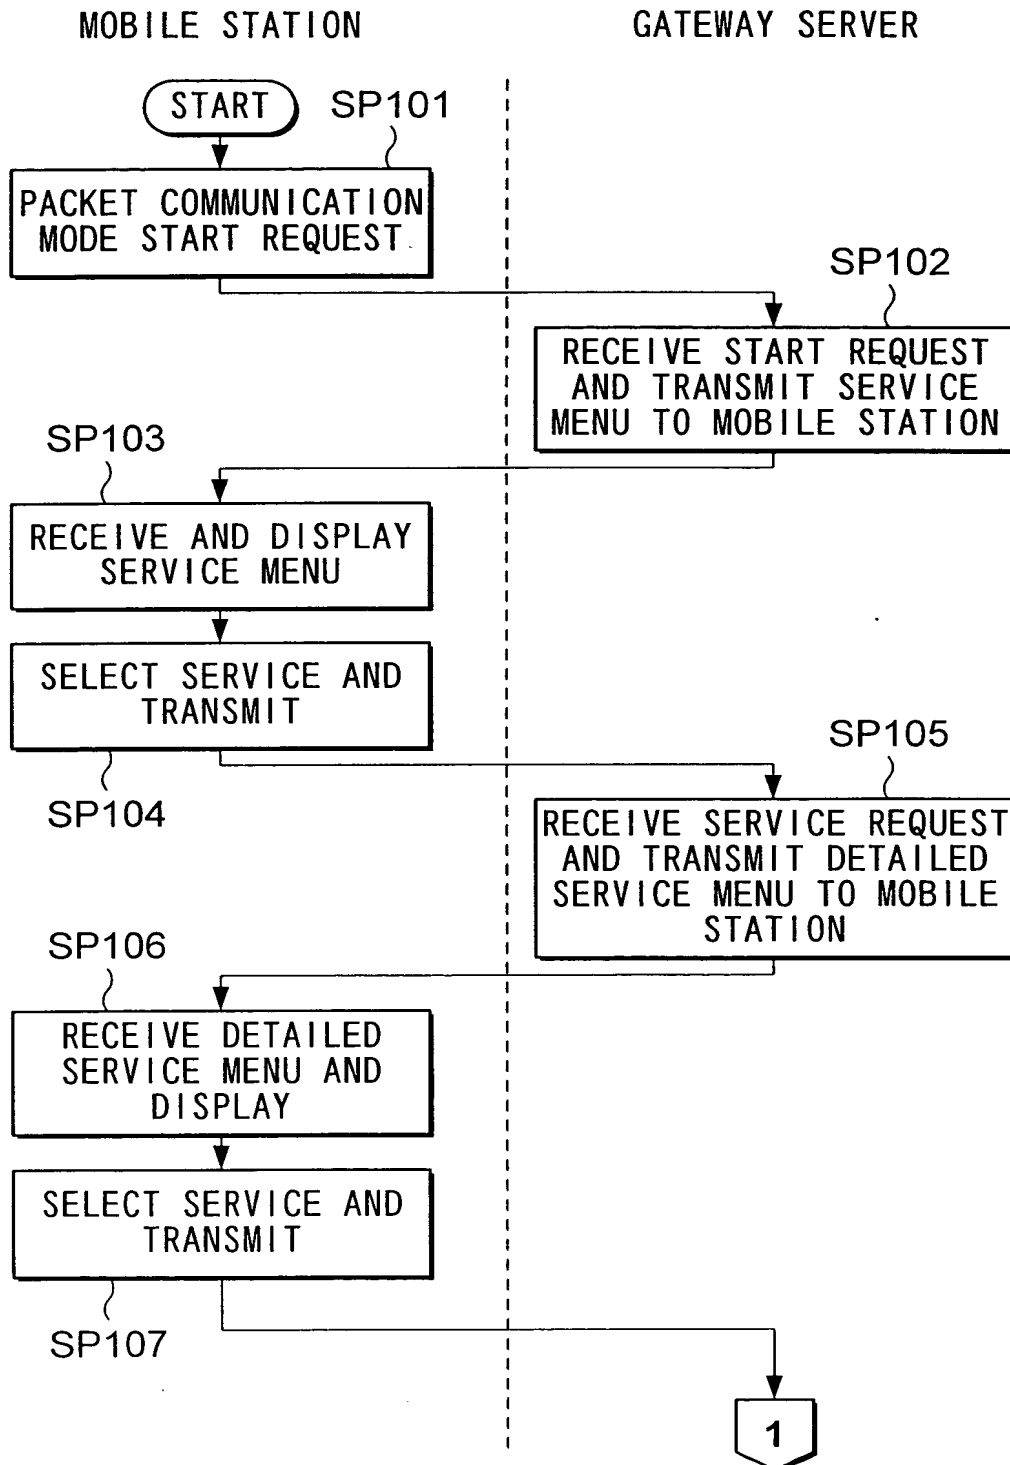 MOBILE STATION
GATEWAY SERVER
START
SP101
PACKET COMMUNICATION
MODE START REQUEST
SP102
RECEIVE START REQUEST
AND TRANSMIT SERVICE
MENU TO MOBILE STATION
SP103
RECEIVE AND DISPLAY
SERVICE MENU
SELECT SERVICE AND
TRANSMIT
SP104
SP105
RECEIVE SERVICE REQUEST
AND TRANSMIT DETAILED
SERVICE MENU TO MOBILE
STATION
SP106
RECEIVE DETAILED
SERVICE MENU AND
DISPLAY
SELECT SERVICE AND
TRANSMIT
SP107
1